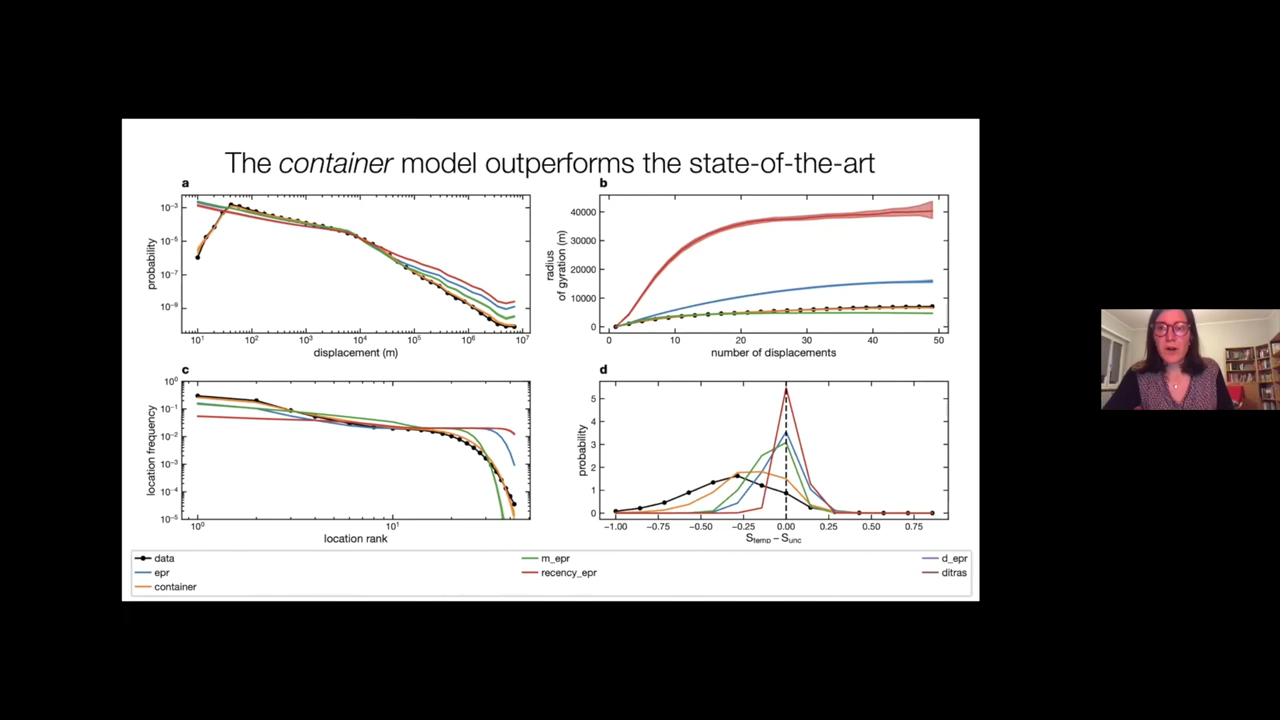 The container model outperforms the state-of-the-art
a
probability
10⁻³
10⁻⁵
10⁻⁷
10⁻⁹
10¹ 10² 10³ 10⁴ 10⁵ 10⁶ 10⁷
displacement (m)
b
radius
of gyration (m)
40000
30000
20000
10000
0
0 10 20 30 40 50
number of displacements
c
location frequency
10⁰
10⁻¹
10⁻²
10⁻³
10⁻⁴
10⁻⁵
10⁰ 10¹
location rank
d
probability
5
4
3
2
1
0
−1.00 −0.75 −0.50 −0.25 0.00 0.25 0.50 0.75
Stemp − Sunc
data m_epr d_epr
epr recency_epr ditras
container